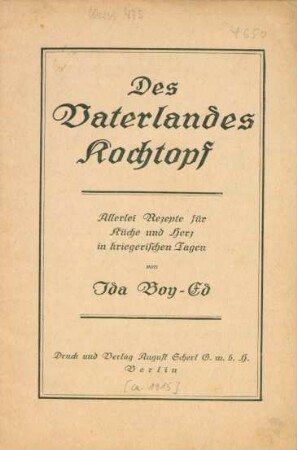 4650
Des
Vaterlandes
Kochtopf
Allerlei Rezepte für
Küche und Herz
in kriegerischen Tagen
von
Ida Boy-Ed
Druck und Verlag August Scherl G. m. b. H.
Berlin
[ca. 1915]